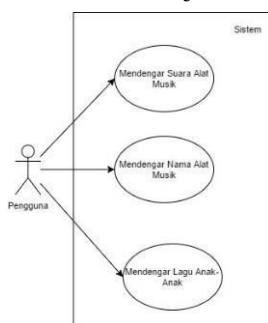 Sistem
Mendengar Suara Alat
Musik
Mendengar Nama Alat
Musik
Pengguna
Mendengar Lagu Anak-
Anak